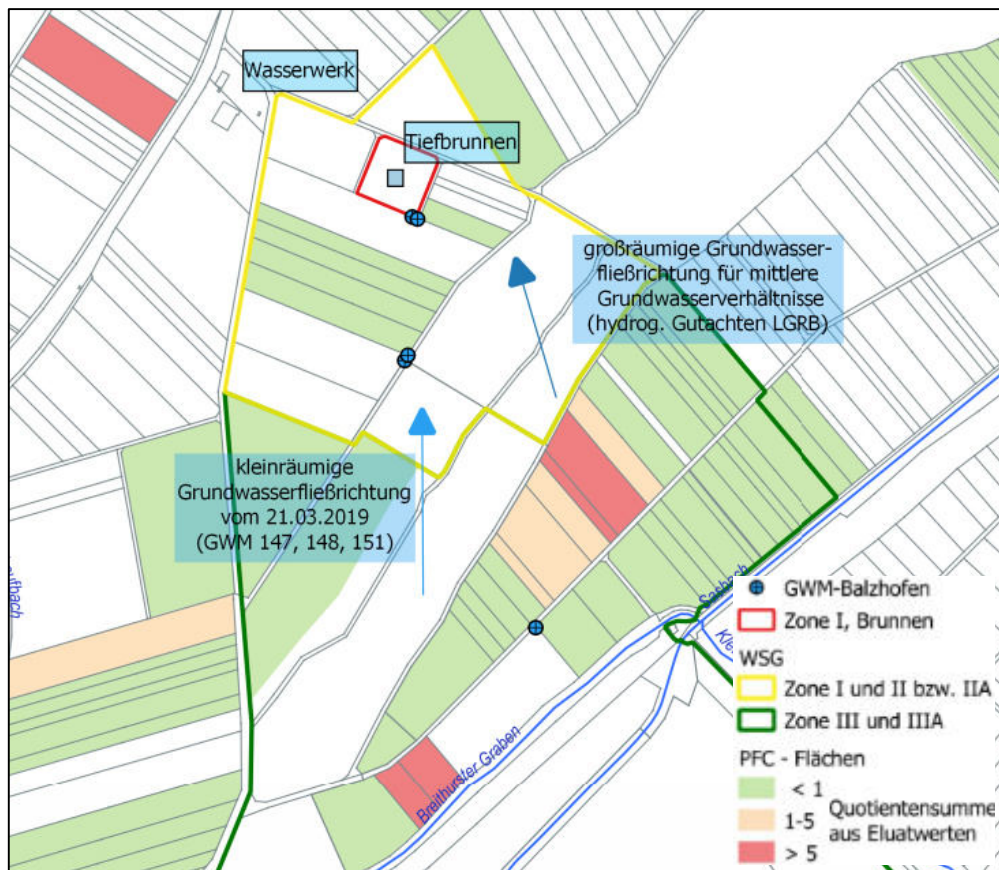 Wasserwerk
Tiefbrunnen
großräumige Grundwasser-
fließrichtung für mittlere
Grundwasserverhältnisse
(hydrog. Gutachten LGRB)
kleinräumige
Grundwasserfließrichtung
vom 21.03.2019
(GWM 147, 148, 151)
Sasbach
Breithurster Graben
GWM-Balzhofen
Zone I, Brunnen
WSG
Zone I und II bzw. IIA
Zone III und IIIA
PFC - Flächen
< 1
1-5
> 5
Quotientensumme
aus Eluatwerten